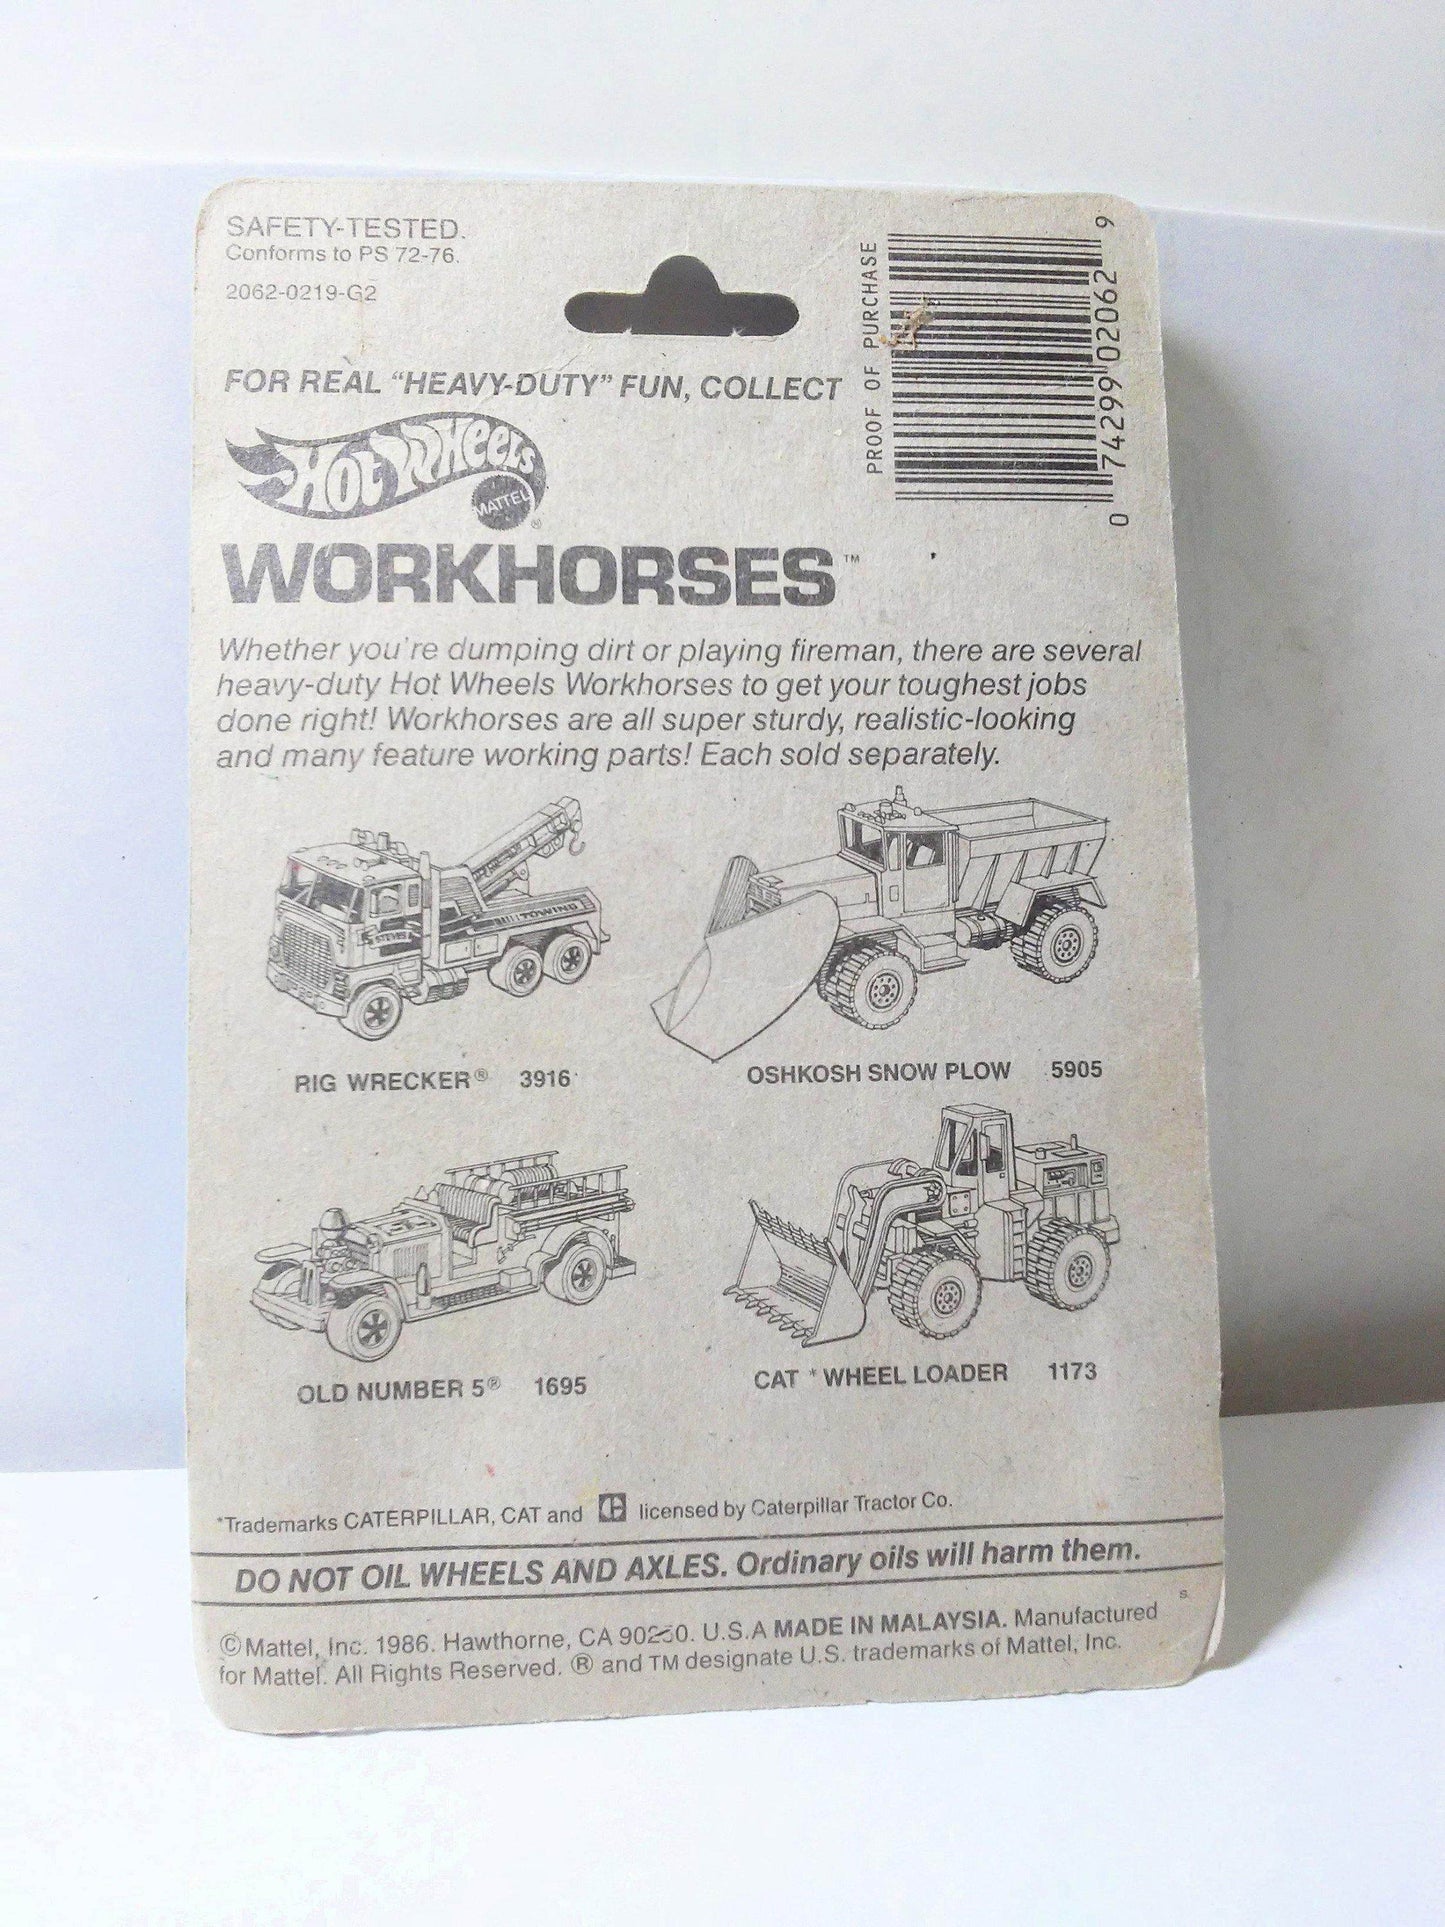 SAFETY-TESTED.
Conforms to PS 72-76.
2062-0219-G2
PROOF OF PURCHASE
0 74299 02062 9
FOR REAL "HEAVY-DUTY" FUN, COLLECT
Hot Wheels
MATTEL ®
WORKHORSES™
Whether you're dumping dirt or playing fireman, there are several
heavy-duty Hot Wheels Workhorses to get your toughest jobs
done right! Workhorses are all super sturdy, realistic-looking
and many feature working parts! Each sold separately.
STEVE'S
TOWING
RIG WRECKER® 3916
OSHKOSH SNOW PLOW 5905
OLD NUMBER 5® 1695
CAT * WHEEL LOADER 1173
*Trademarks CATERPILLAR, CAT and licensed by Caterpillar Tractor Co.
DO NOT OIL WHEELS AND AXLES. Ordinary oils will harm them.
S.
©Mattel, Inc. 1986. Hawthorne, CA 90250. U.S.A MADE IN MALAYSIA. Manufactured
for Mattel. All Rights Reserved. ® and TM designate U.S. trademarks of Mattel, Inc.